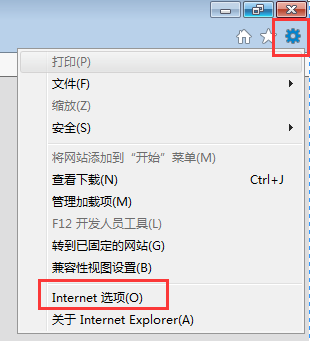 打印(P)
文件(F)
缩放(Z)
安全(S)
将网站添加到“开始”菜单(M)
查看下载(N) Ctrl+J
管理加载项(M)
F12 开发人员工具(L)
转到已固定的网站(G)
兼容性视图设置(B)
Internet 选项(O)
关于 Internet Explorer(A)